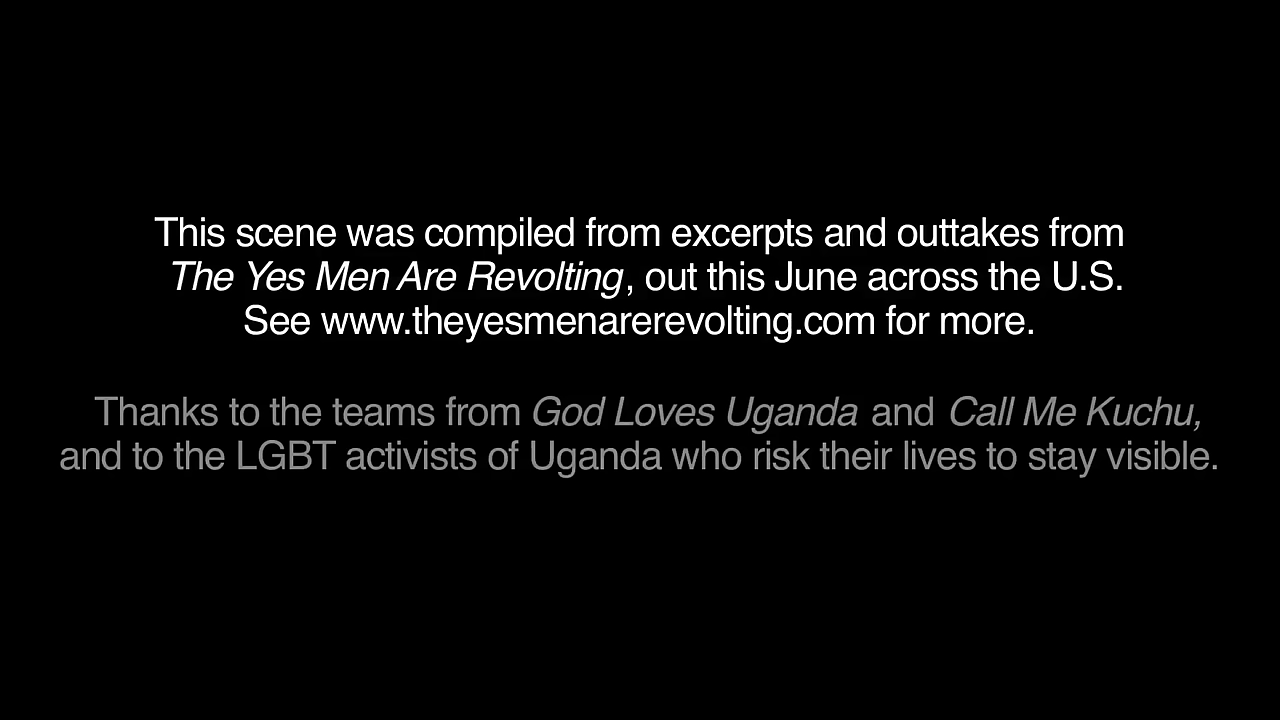 This scene was compiled from excerpts and outtakes from
The Yes Men Are Revolting, out this June across the U.S.
See www.theyesmenarerevolting.com for more.
Thanks to the teams from God Loves Uganda and Call Me Kuchu,
and to the LGBT activists of Uganda who risk their lives to stay visible.